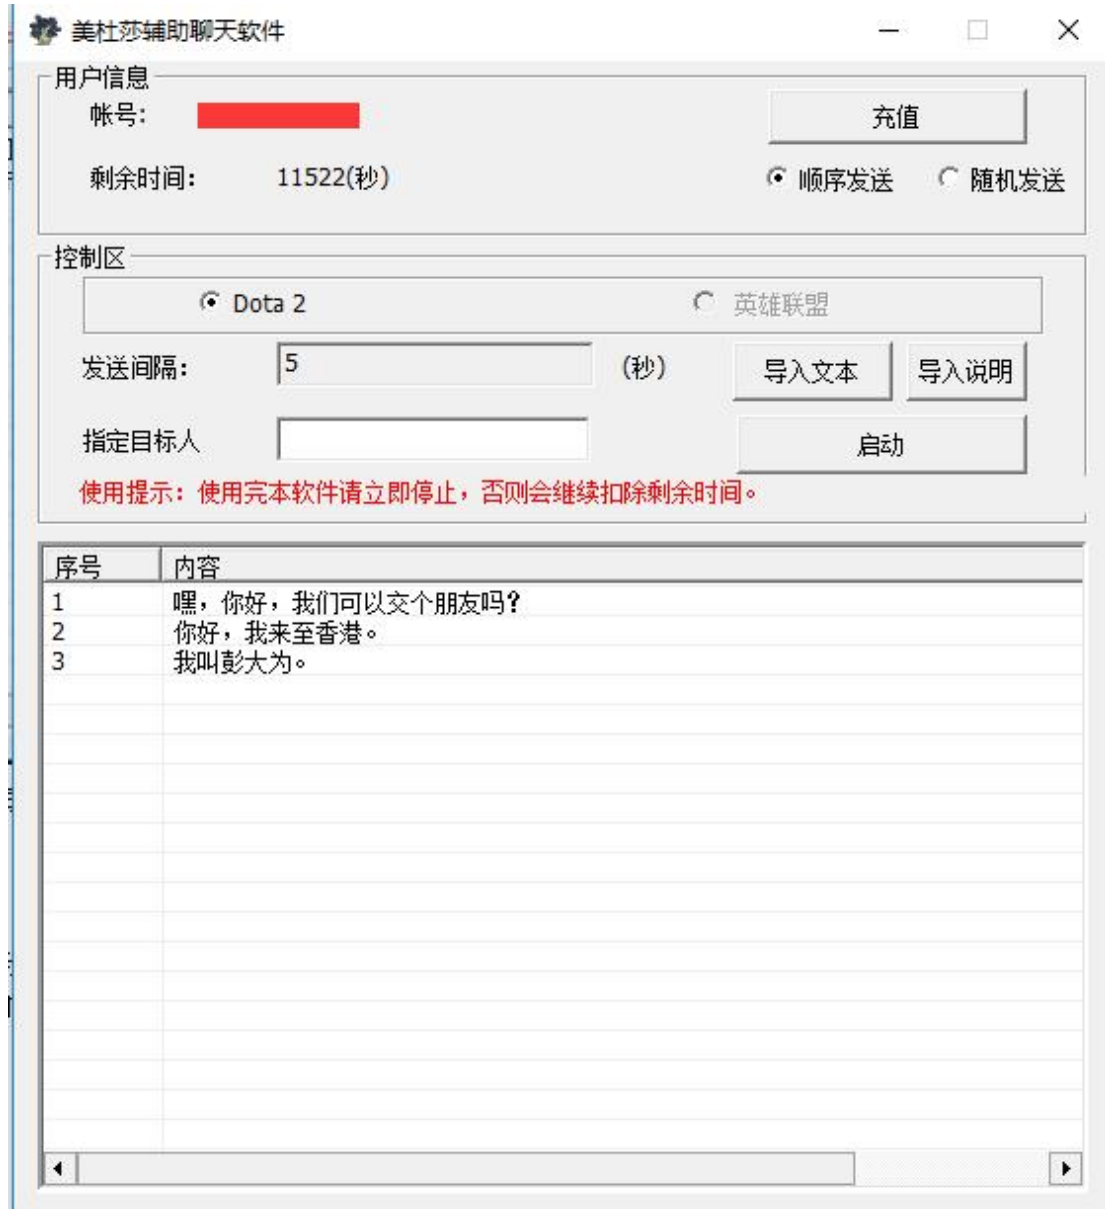 美杜莎辅助聊天软件
用户信息
帐号:
充值
剩余时间: 11522(秒)
顺序发送 随机发送
控制区
Dota 2 英雄联盟
发送间隔: 5 (秒) 导入文本 导入说明
指定目标人 启动
使用提示：使用完本软件请立即停止，否则会继续扣除剩余时间。
序号 内容
1 嘿，你好，我们可以交个朋友吗？
2 你好，我来至香港。
3 我叫彭大为。